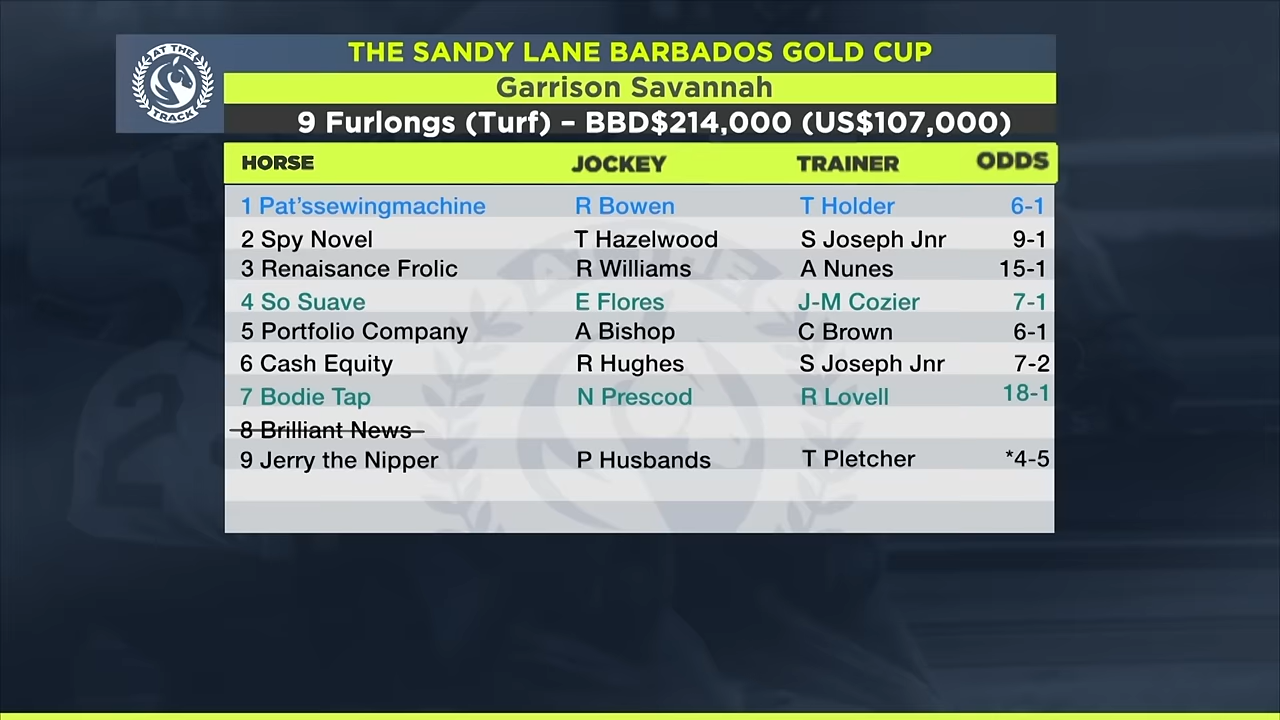 AT THE
TRACK
THE SANDY LANE BARBADOS GOLD CUP
Garrison Savannah
9 Furlongs (Turf) – BBD$214,000 (US$107,000)
HORSE JOCKEY TRAINER ODDS
1 Pat’ssewingmachine R Bowen T Holder 6-1
2 Spy Novel T Hazelwood S Joseph Jnr 9-1
3 Renaisance Frolic R Williams A Nunes 15-1
4 So Suave E Flores J-M Cozier 7-1
5 Portfolio Company A Bishop C Brown 6-1
6 Cash Equity R Hughes S Joseph Jnr 7-2
7 Bodie Tap N Prescod R Lovell 18-1
8 Brilliant News
9 Jerry the Nipper P Husbands T Pletcher *4-5